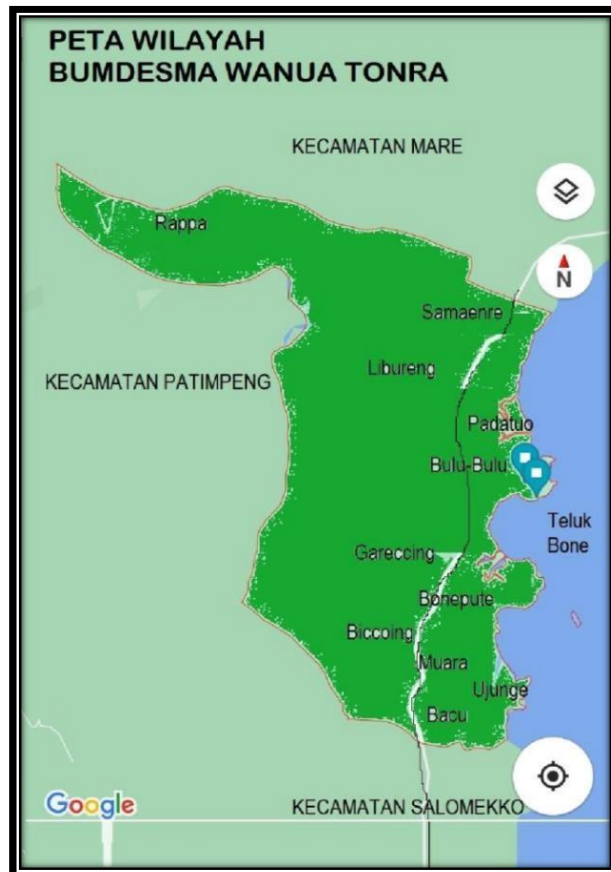 PETA WILAYAH
BUMDESMA WANUA TONRA
KECAMATAN MARE
Rappa
N
Samaenre
Libureng
KECAMATAN PATIMPENG
Padatuo
Bulu-Bulu
Teluk
Bone
Gareccing
Bonepute
Biccoing
Muara
Ujunge
Bacu
Google
KECAMATAN SALOMEKKO